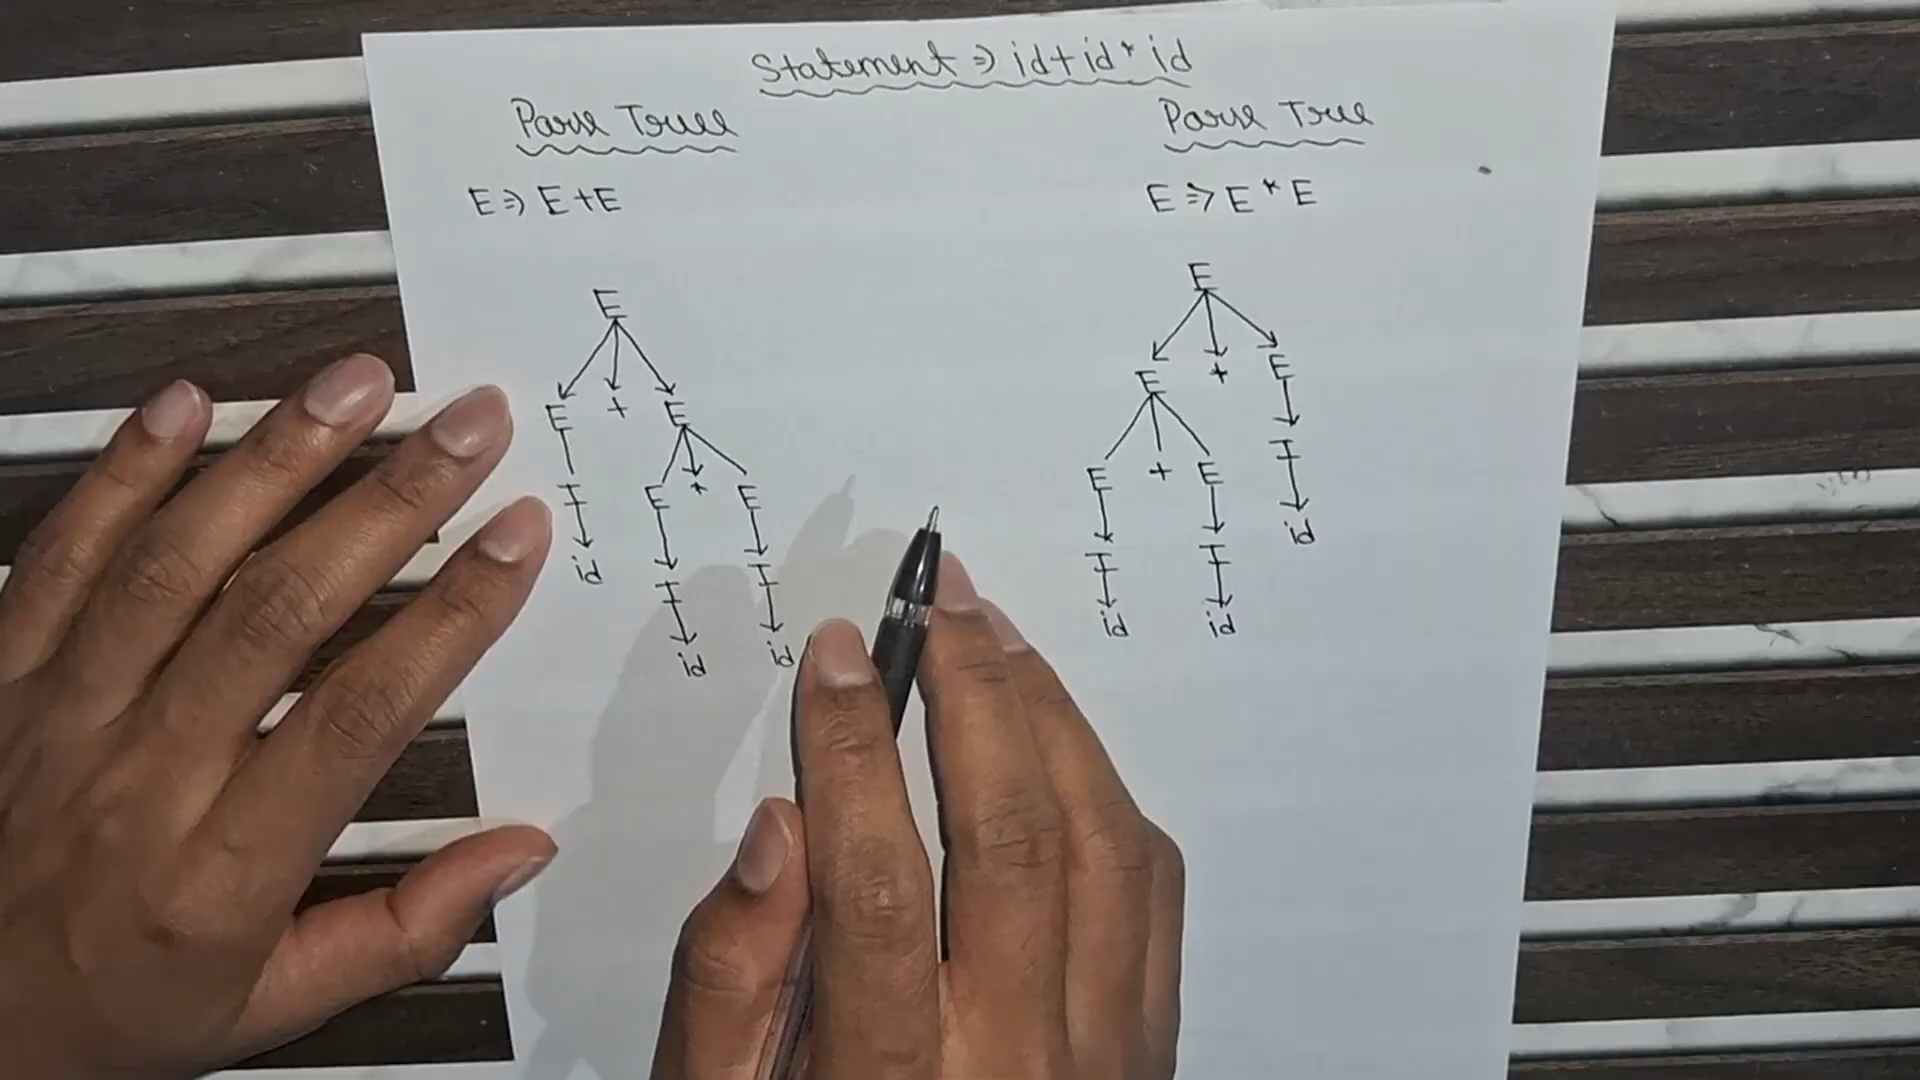 Statement ⇒ id+id*id
Parse Tree
Parse Tree
E ⇒ E+E
E ⇒ E*E
E
E + E
I E + E
id I I
id id
E
E + E
E + E I
I I id
id id